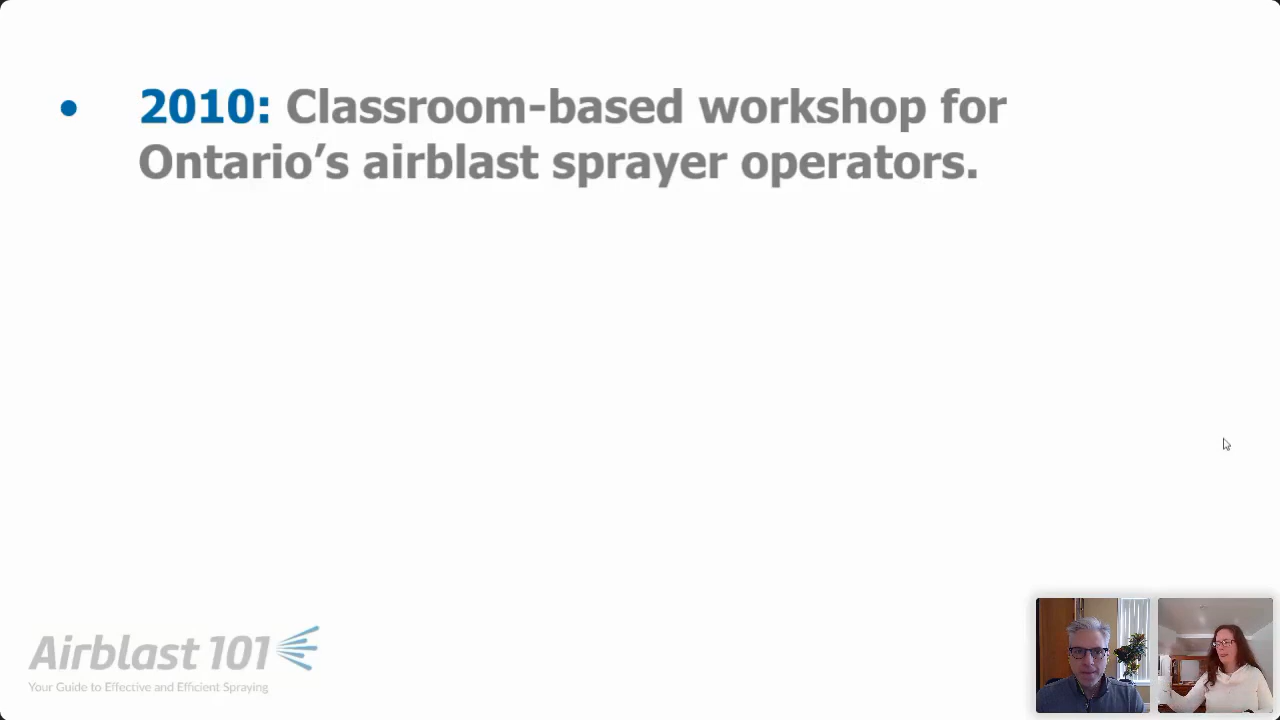 • 2010: Classroom-based workshop for
Ontario’s airblast sprayer operators.
Airblast 101
Your Guide to Effective and Efficient Spraying